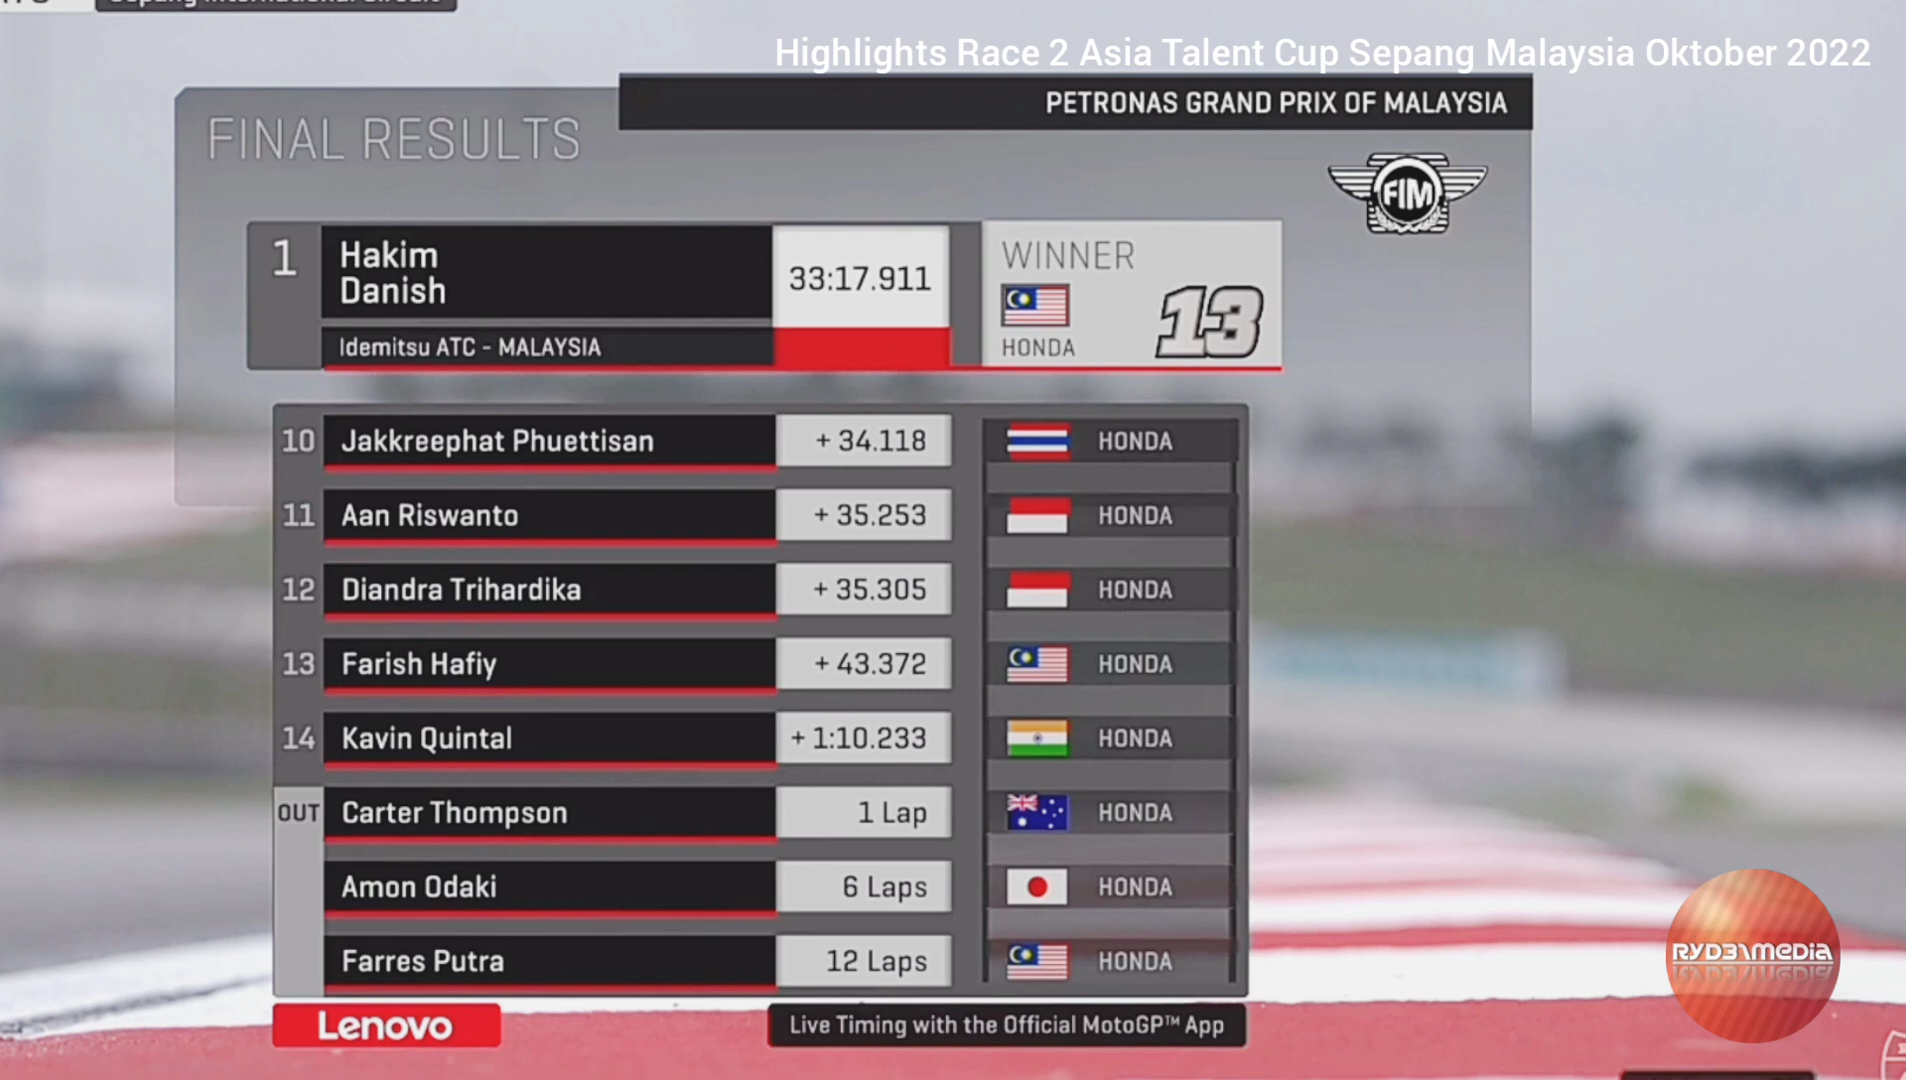 Sepang International Circuit
Highlights Race 2 Asia Talent Cup Sepang Malaysia Oktober 2022
PETRONAS GRAND PRIX OF MALAYSIA
FINAL RESULTS
FIM
1 Hakim Danish 33:17.911 WINNER
Idemitsu ATC - MALAYSIA HONDA 13
10 Jakkreephat Phuettisan + 34.118 HONDA
11 Aan Riswanto + 35.253 HONDA
12 Diandra Trihardika + 35.305 HONDA
13 Farish Hafiy + 43.372 HONDA
14 Kavin Quintal + 1:10.233 HONDA
OUT Carter Thompson 1 Lap HONDA
Amon Odaki 6 Laps HONDA
Farres Putra 12 Laps HONDA
RYD31MEDIA
Lenovo
Live Timing with the Official MotoGP™ App